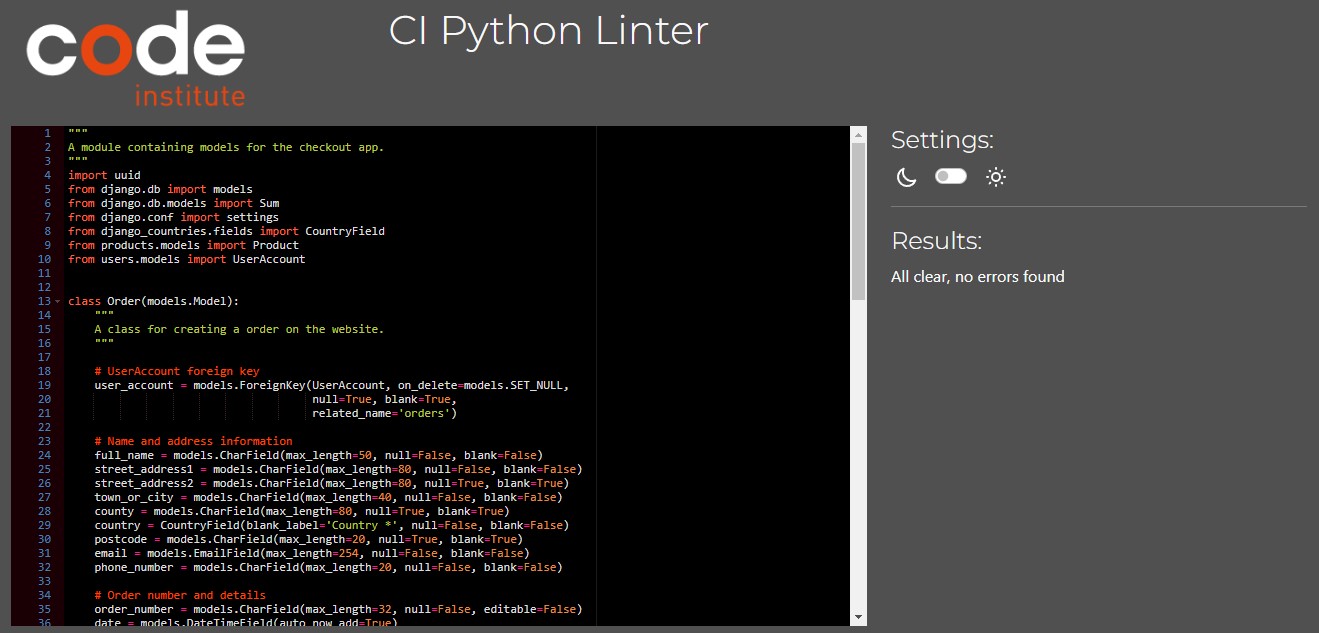 code
institute
CI Python Linter
1 """
2 A module containing models for the checkout app.
3 """
4 import uuid
5 from django.db import models
6 from django.db.models import Sum
7 from django.conf import settings
8 from django_countries.fields import CountryField
9 from products.models import Product
10 from users.models import UserAccount
11
12
13 class Order(models.Model):
14     """
15     A class for creating a order on the website.
16     """
17
18     # UserAccount foreign key
19     user_account = models.ForeignKey(UserAccount, on_delete=models.SET_NULL,
20                                      null=True, blank=True,
21                                      related_name='orders')
22
23     # Name and address information
24     full_name = models.CharField(max_length=50, null=False, blank=False)
25     street_address1 = models.CharField(max_length=80, null=False, blank=False)
26     street_address2 = models.CharField(max_length=80, null=True, blank=True)
27     town_or_city = models.CharField(max_length=40, null=False, blank=False)
28     county = models.CharField(max_length=80, null=True, blank=True)
29     country = CountryField(blank_label='Country *', null=False, blank=False)
30     postcode = models.CharField(max_length=20, null=True, blank=True)
31     email = models.EmailField(max_length=254, null=False, blank=False)
32     phone_number = models.CharField(max_length=20, null=False, blank=False)
33
34     # Order number and details
35     order_number = models.CharField(max_length=32, null=False, editable=False)
36     date = models.DateTimeField(auto_now_add=True)
Settings:
Results:
All clear, no errors found